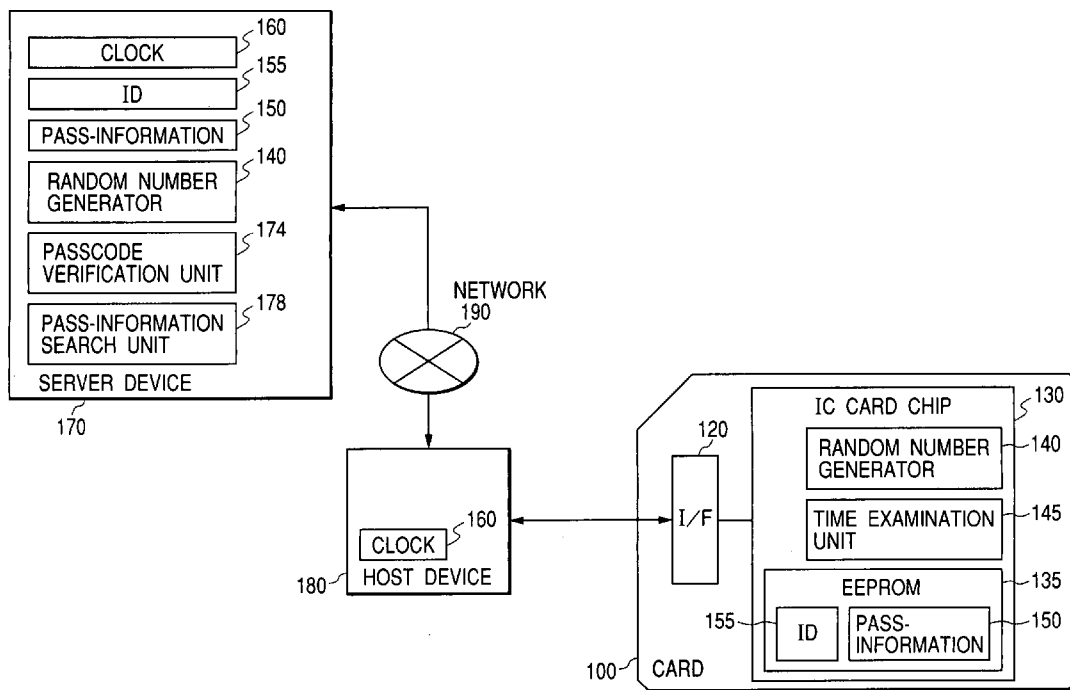 160
CLOCK
155
ID
150
PASS-INFORMATION
140
RANDOM NUMBER
GENERATOR
174
PASSCODE
VERIFICATION UNIT
178
PASS-INFORMATION
SEARCH UNIT
SERVER DEVICE
170
NETWORK
190
160
CLOCK
HOST DEVICE
180
120
I/F
IC CARD CHIP
130
RANDOM NUMBER
GENERATOR
140
TIME EXAMINATION
UNIT
145
EEPROM
135
155
ID
PASS-
INFORMATION
150
100
CARD